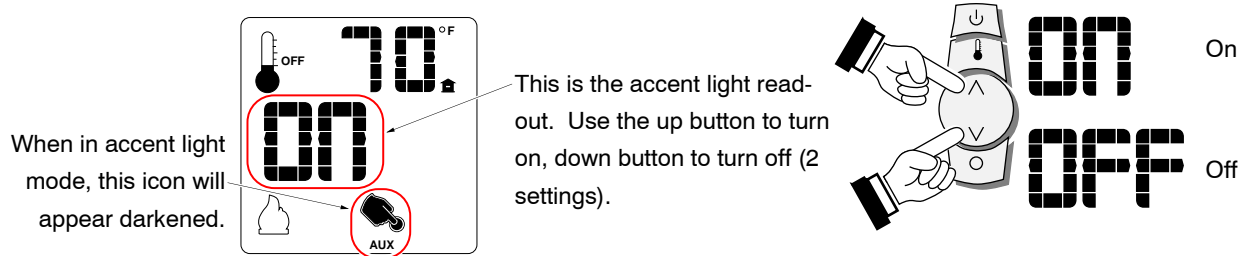 70 °F
OFF
ON
AUX
When in accent light
mode, this icon will
appear darkened.
This is the accent light read-
out. Use the up button to turn
on, down button to turn off (2
settings).
ON
On
OFF
Off